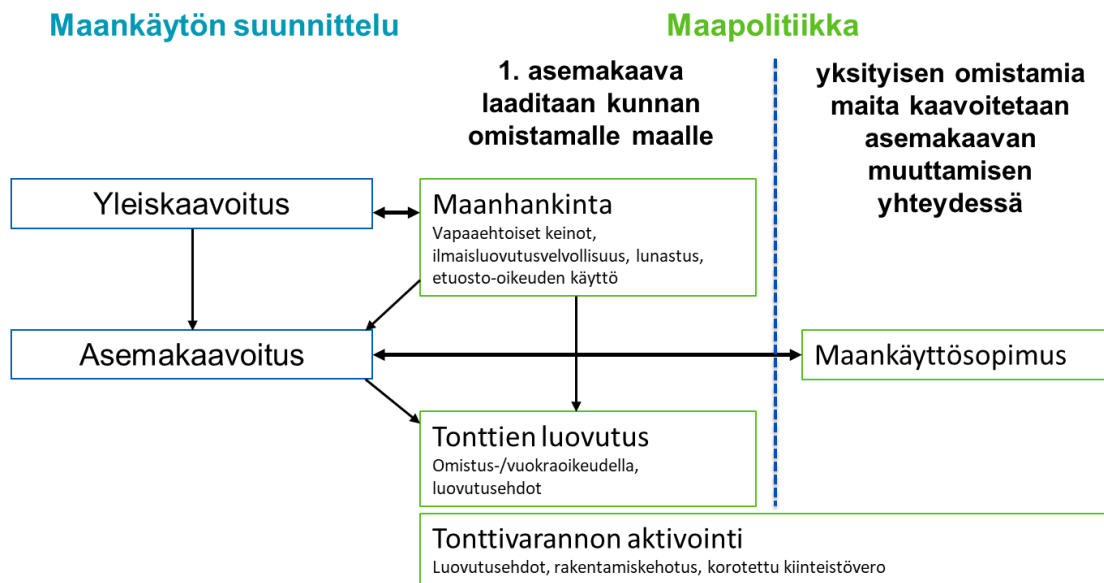 Maankäytön suunnittelu
Maapolitiikka
1. asemakaava
laaditaan kunnan
omistamalle maalle
yksityisen omistamia
maita kaavoitetaan
asemakaavan
muuttamisen
yhteydessä
Yleiskaavoitus
Maanhankinta
Vapaaehtoiset keinot,
ilmaisluovutusvelvollisuus, lunastus,
etuosto-oikeuden käyttö
Asemakaavoitus
Maankäyttösopimus
Tonttien luovutus
Omistus-/vuokraoikeudella,
luovutusehdot
Tonttivarannon aktivointi
Luovutusehdot, rakentamiskehotus, korotettu kiinteistövero